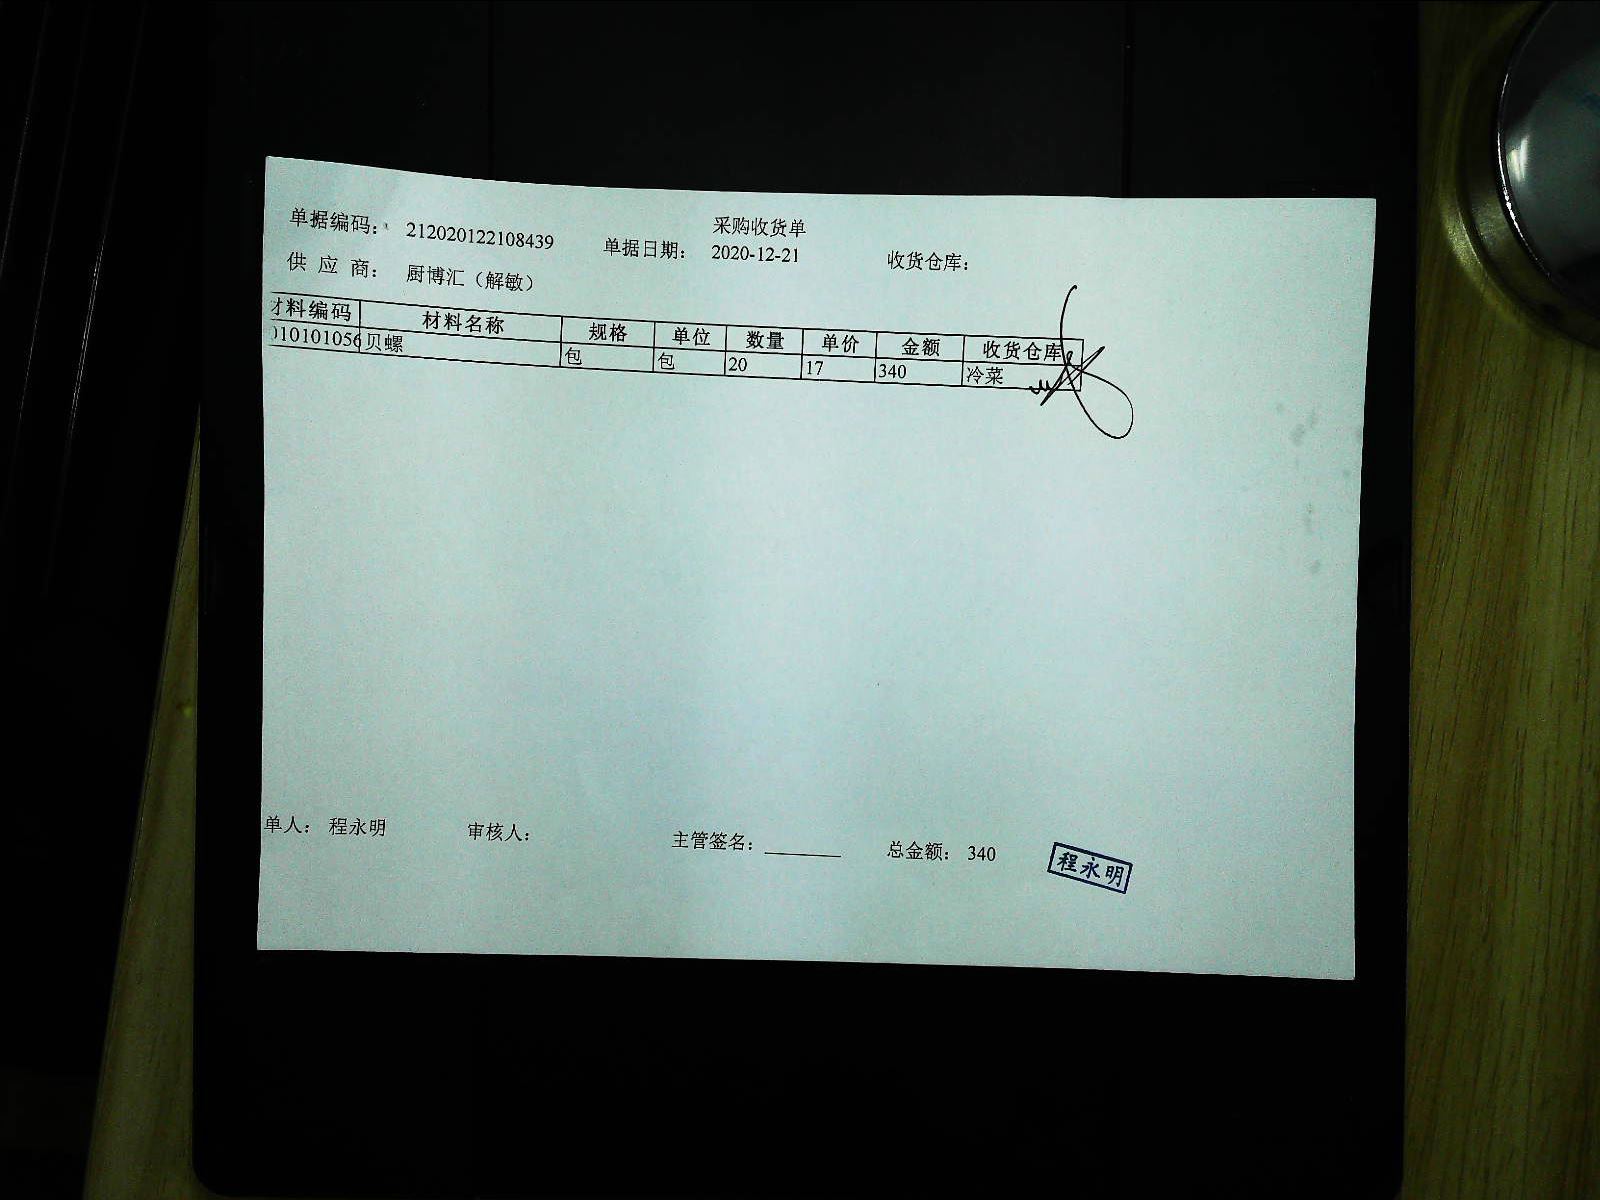 采购收货单
单据编码: 212020122108439 单据日期: 2020-12-21 收货仓库:
供 应 商: 厨博汇（解敏）
材料编码 材料名称 规格 单位 数量 单价 金额 收货仓库
010101056 贝螺 包 包 20 17 340 冷菜
单人: 程永明 审核人: 主管签名: ______ 总金额: 340
程永明